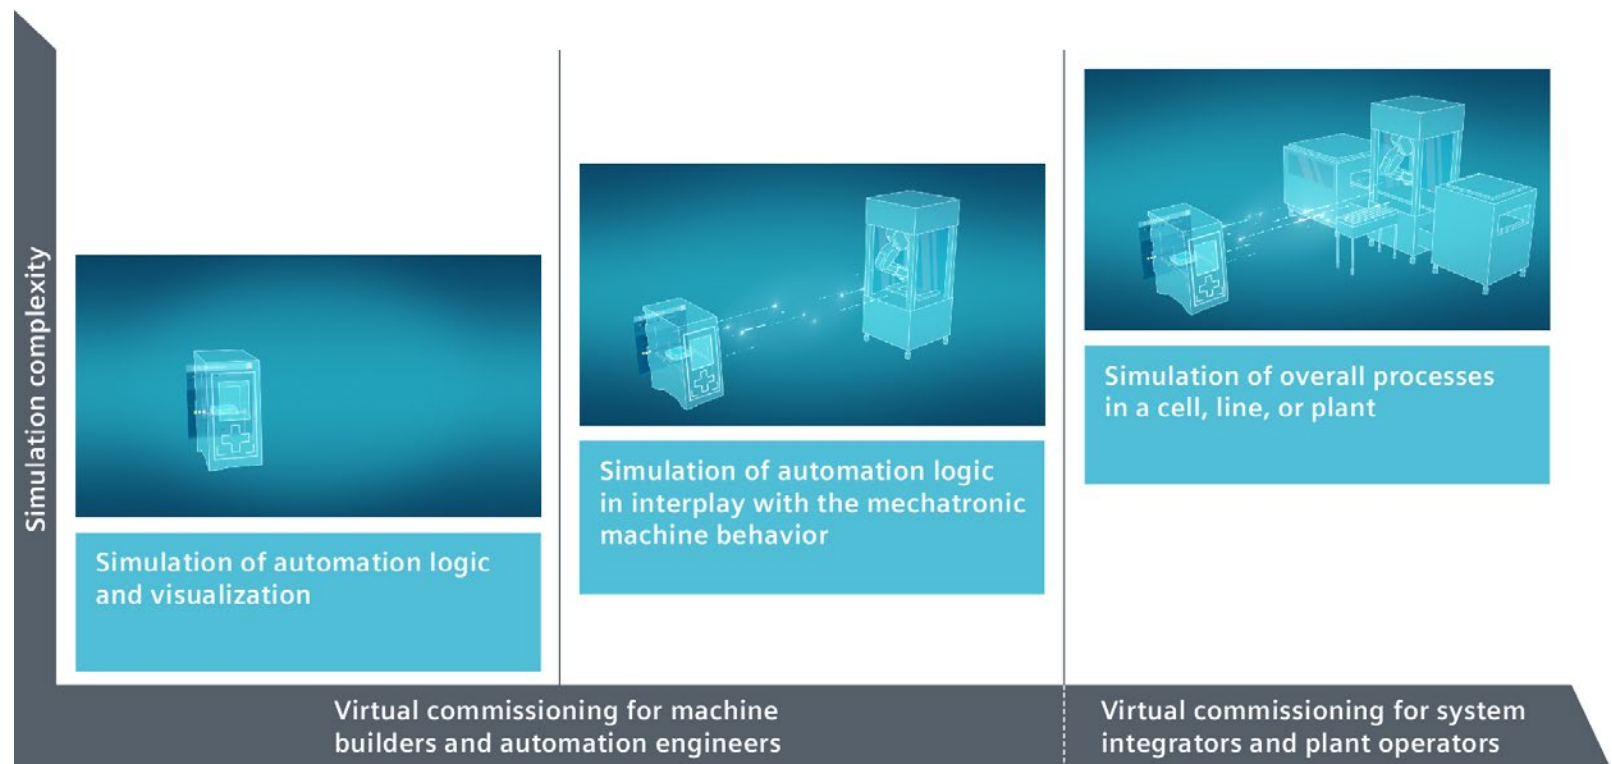 Simulation complexity
Simulation of automation logic
and visualization
Simulation of automation logic
in interplay with the mechatronic
machine behavior
Simulation of overall processes
in a cell, line, or plant
Virtual commissioning for machine
builders and automation engineers
Virtual commissioning for system
integrators and plant operators